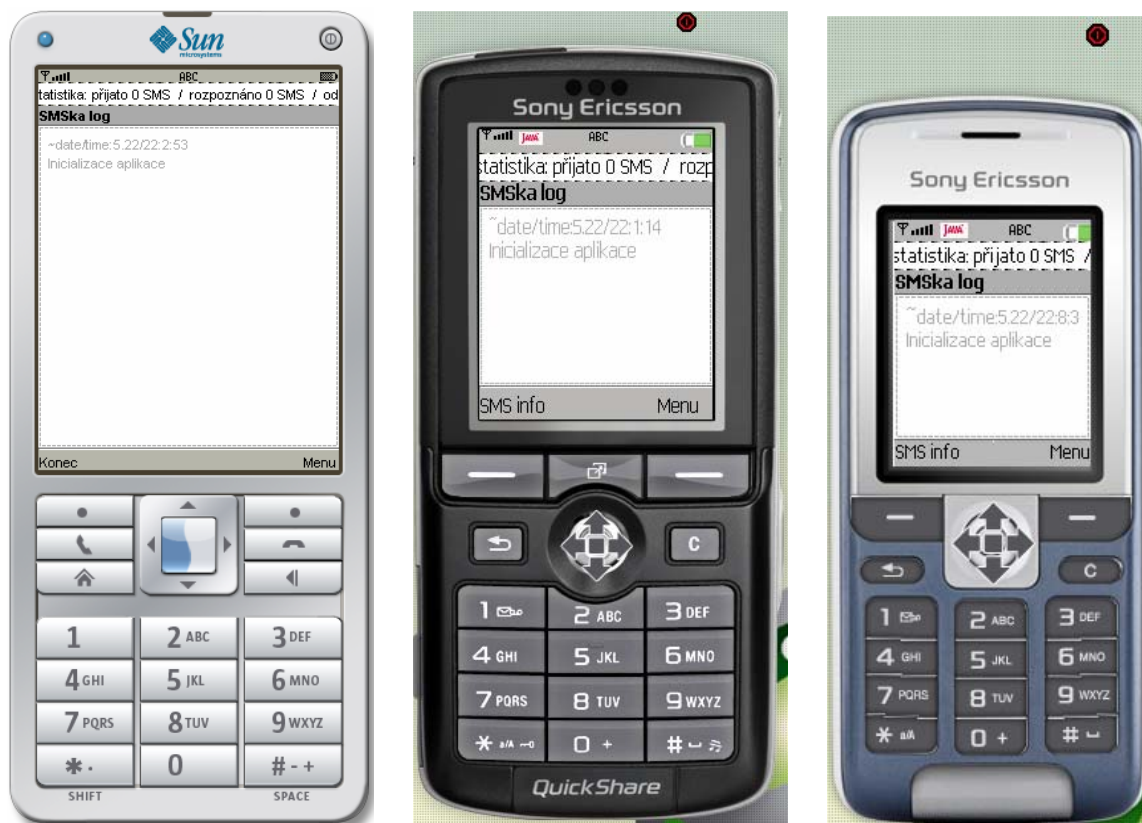 Sun
microsystems
ABC
tatistika: přijato 0 SMS / rozpoznáno 0 SMS / od
SMSka log
~date/time:5.22/22:2:53
Inicializace aplikace
Konec
Menu
1
2 ABC
3 DEF
4 GHI
5 JKL
6 MNO
7 PQRS
8 TUV
9 WXYZ
* .
0
# - +
SHIFT
SPACE
Sony Ericsson
JAVA
ABC
statistika: přijato 0 SMS / rozp
SMSka log
~date/time:5.22/22:1:14
Inicializace aplikace
SMS info
Menu
C
1
2 ABC
3 DEF
4 GHI
5 JKL
6 MNO
7 PQRS
8 TUV
9 WXYZ
* a/A
0 +
#
QuickShare
Sony Ericsson
JAVA
ABC
statistika: přijato 0 SMS /
SMSka log
~date/time:5.22/22:8:3
Inicializace aplikace
SMS info
Menu
C
1
2 ABC
3 DEF
4 GHI
5 JKL
6 MNO
7 PQRS
8 TUV
9 WXYZ
* a/A
0 +
#